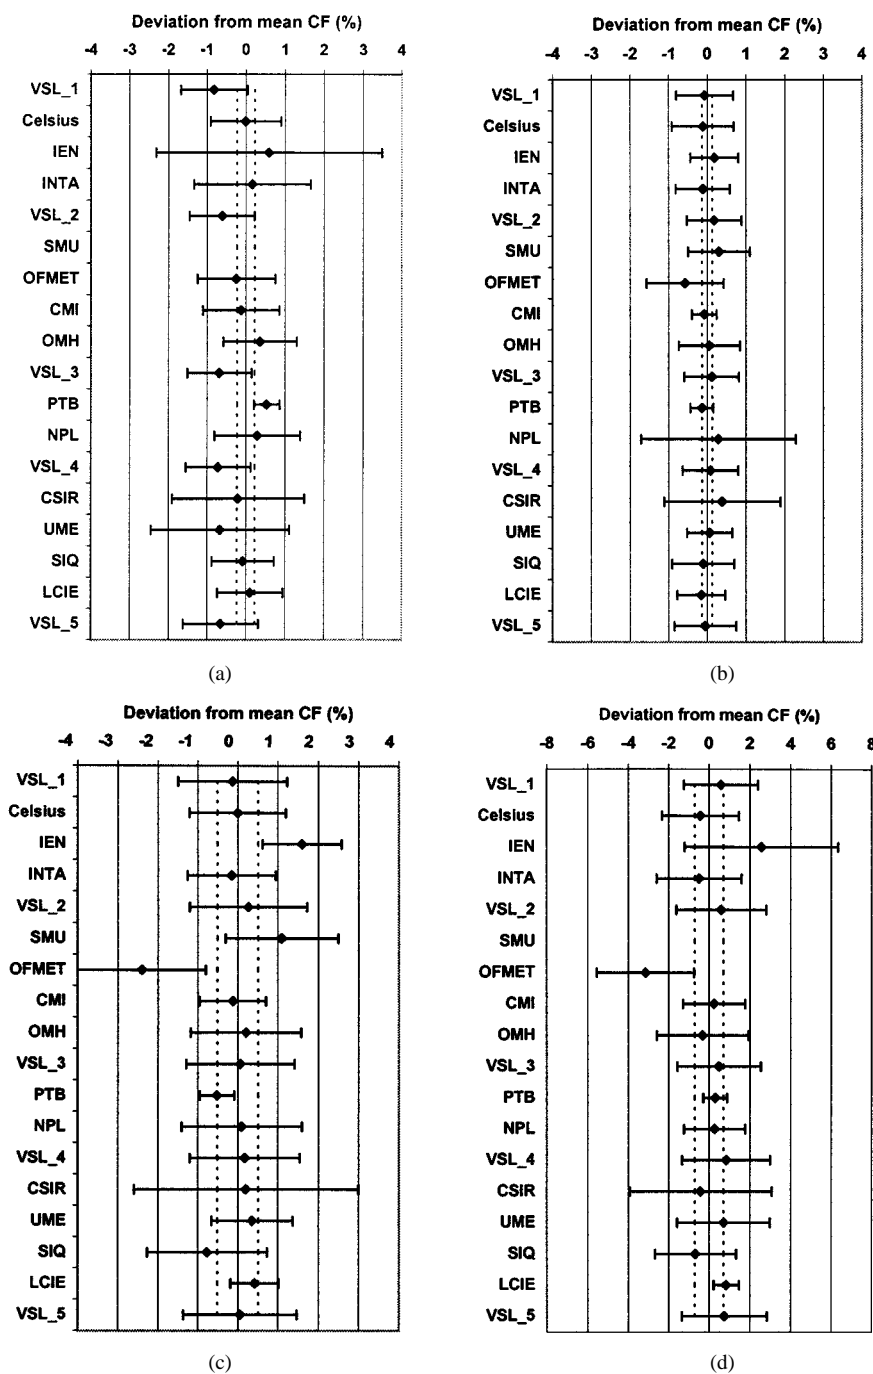 Deviation from mean CF (%)
-4 -3 -2 -1 0 1 2 3 4
VSL_1
Celsius
IEN
INTA
VSL_2
SMU
OFMET
CMI
OMH
VSL_3
PTB
NPL
VSL_4
CSIR
UME
SIQ
LCIE
VSL_5
(a)
Deviation from mean CF (%)
-4 -3 -2 -1 0 1 2 3 4
VSL_1
Celsius
IEN
INTA
VSL_2
SMU
OFMET
CMI
OMH
VSL_3
PTB
NPL
VSL_4
CSIR
UME
SIQ
LCIE
VSL_5
(b)
Deviation from mean CF (%)
-4 -3 -2 -1 0 1 2 3 4
VSL_1
Celsius
IEN
INTA
VSL_2
SMU
OFMET
CMI
OMH
VSL_3
PTB
NPL
VSL_4
CSIR
UME
SIQ
LCIE
VSL_5
(c)
Deviation from mean CF (%)
-8 -6 -4 -2 0 2 4 6 8
VSL_1
Celsius
IEN
INTA
VSL_2
SMU
OFMET
CMI
OMH
VSL_3
PTB
NPL
VSL_4
CSIR
UME
SIQ
LCIE
VSL_5
(d)